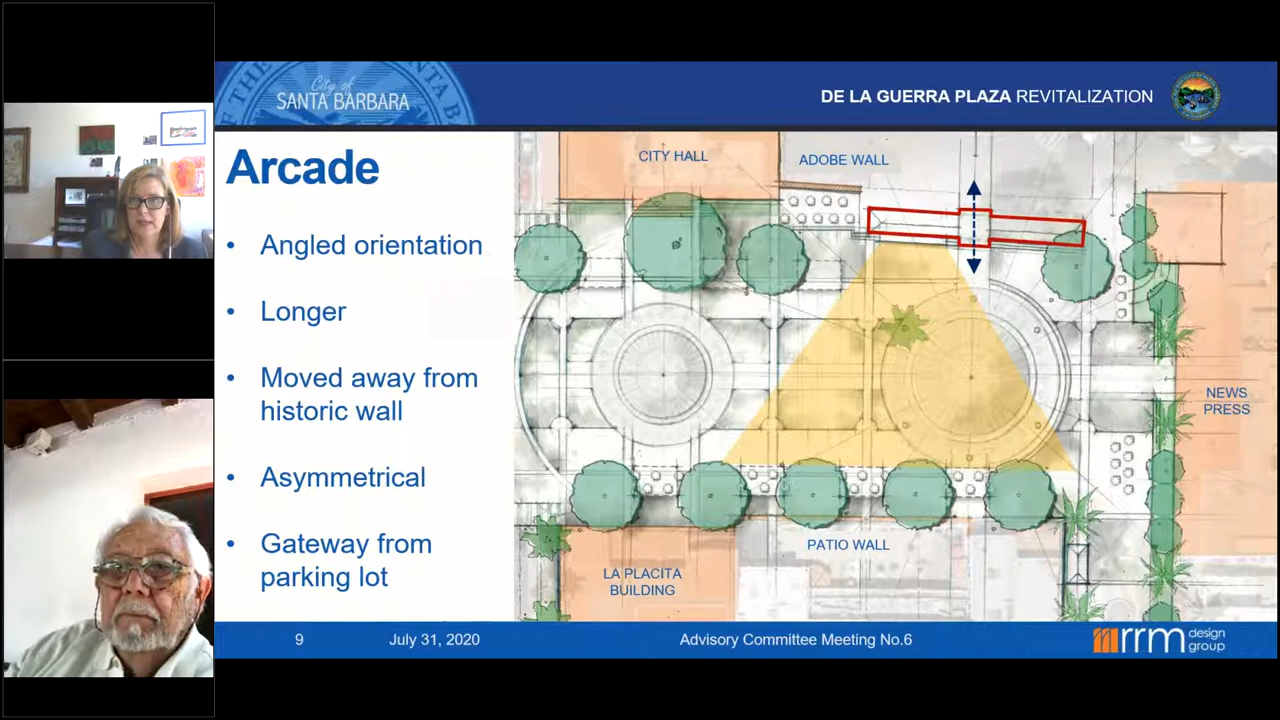 City of
SANTA BARBARA
DE LA GUERRA PLAZA REVITALIZATION
Arcade
• Angled orientation
• Longer
• Moved away from
historic wall
• Asymmetrical
• Gateway from
parking lot
CITY HALL
ADOBE WALL
NEWS
PRESS
PATIO WALL
LA PLACITA
BUILDING
9
July 31, 2020
Advisory Committee Meeting No.6
rrm design
group